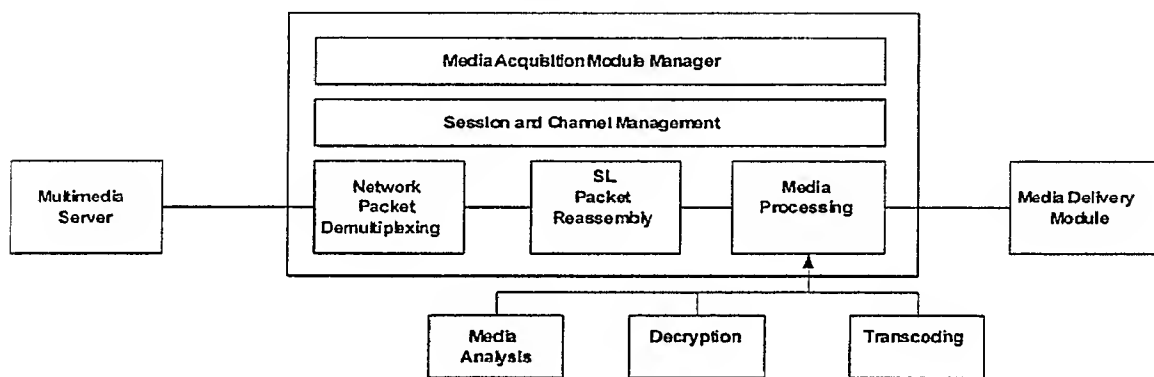 Media Acquisition Module Manager
Session and Channel Management
Multimedia
Server
Network
Packet
Demultiplexing
SL
Packet
Reassembly
Media
Processing
Media Delivery
Module
Media
Analysis
Decryption
Transcoding